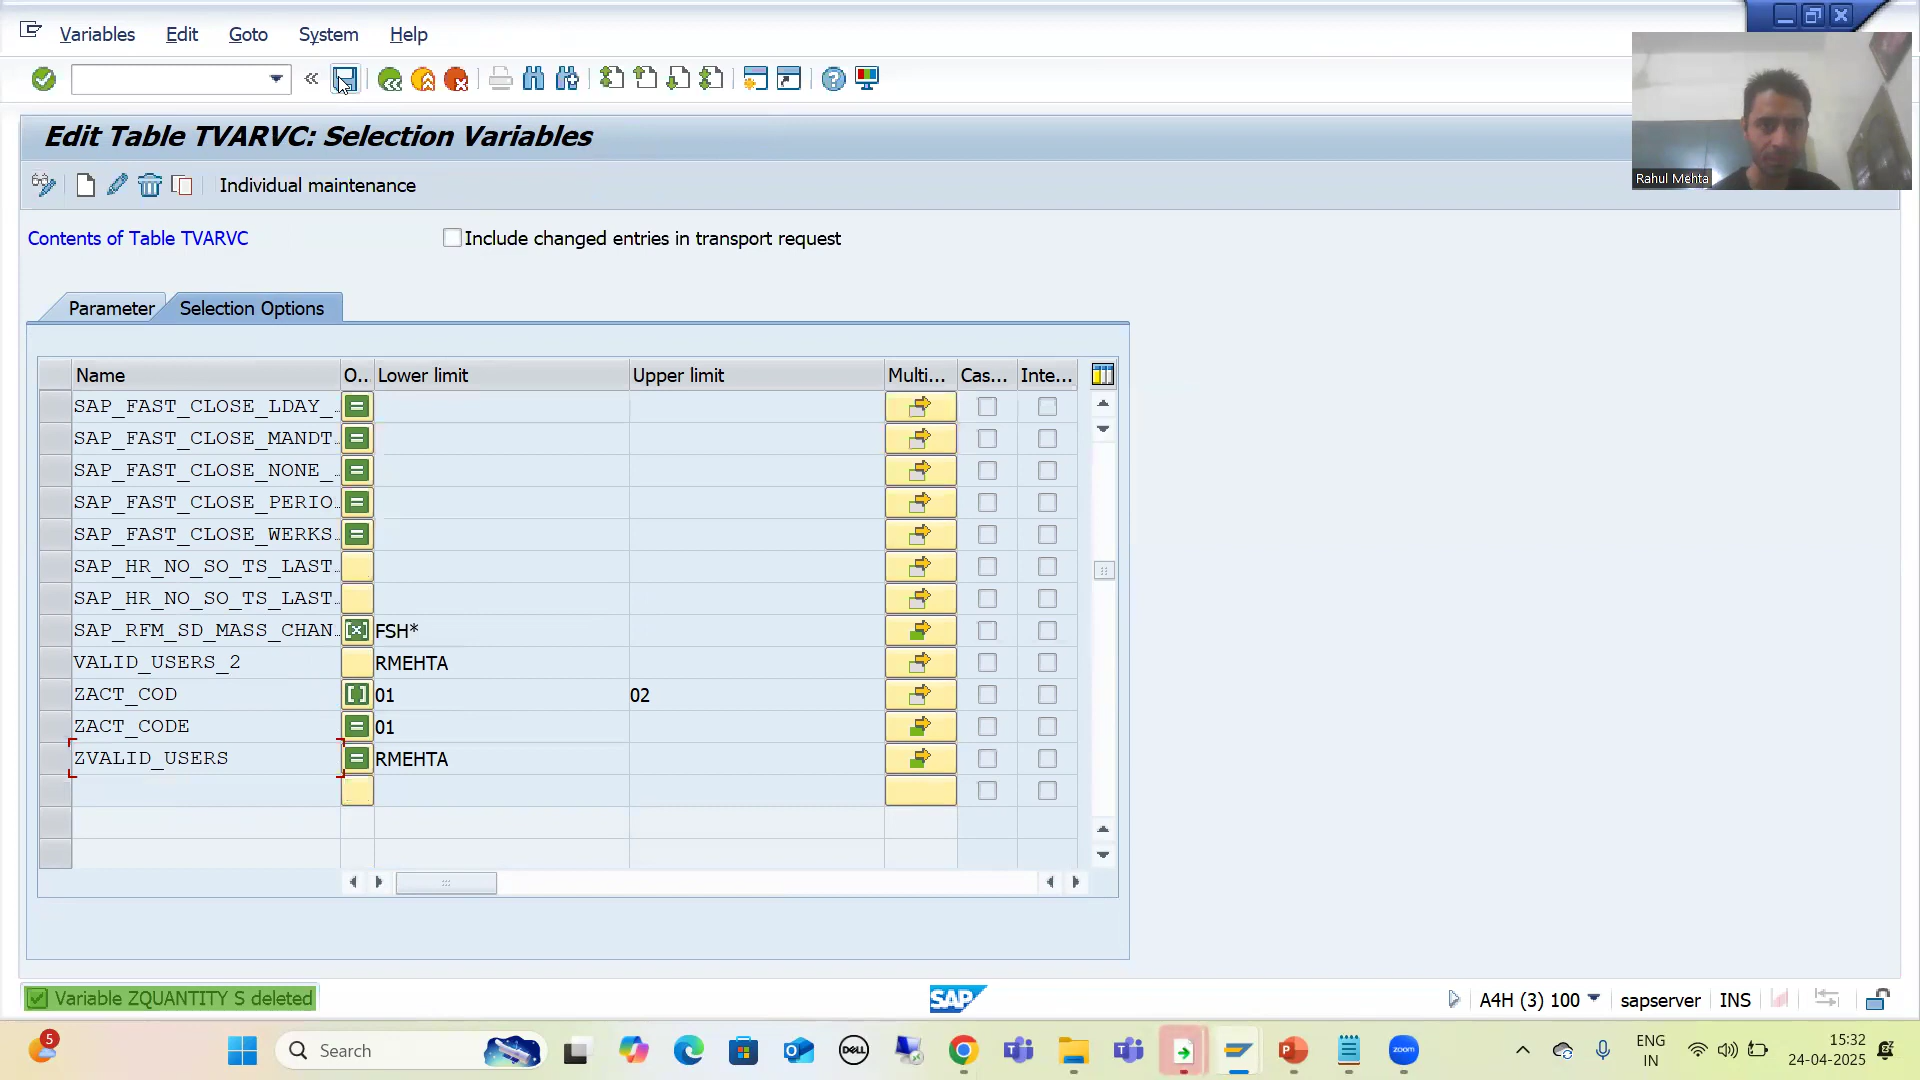 Variables Edit Goto System Help
Edit Table TVARVC: Selection Variables
Individual maintenance
Rahul Mehta
Contents of Table TVARVC
Include changed entries in transport request
Parameter Selection Options
Name O.. Lower limit Upper limit Multi... Cas... Inte...
SAP_FAST_CLOSE_LDAY_..
SAP_FAST_CLOSE_MANDT..
SAP_FAST_CLOSE_NONE_..
SAP_FAST_CLOSE_PERIO..
SAP_FAST_CLOSE_WERKS..
SAP_HR_NO_SO_TS_LAST..
SAP_HR_NO_SO_TS_LAST..
SAP_RFM_SD_MASS_CHAN.. FSH*
VALID_USERS_2 RMEHTA
ZACT_COD 01 02
ZACT_CODE 01
ZVALID_USERS RMEHTA
Variable ZQUANTITY S deleted
SAP
A4H (3) 100 sapserver INS
5
Search
DELL
zoom
ENG
IN
15:32
24-04-2025